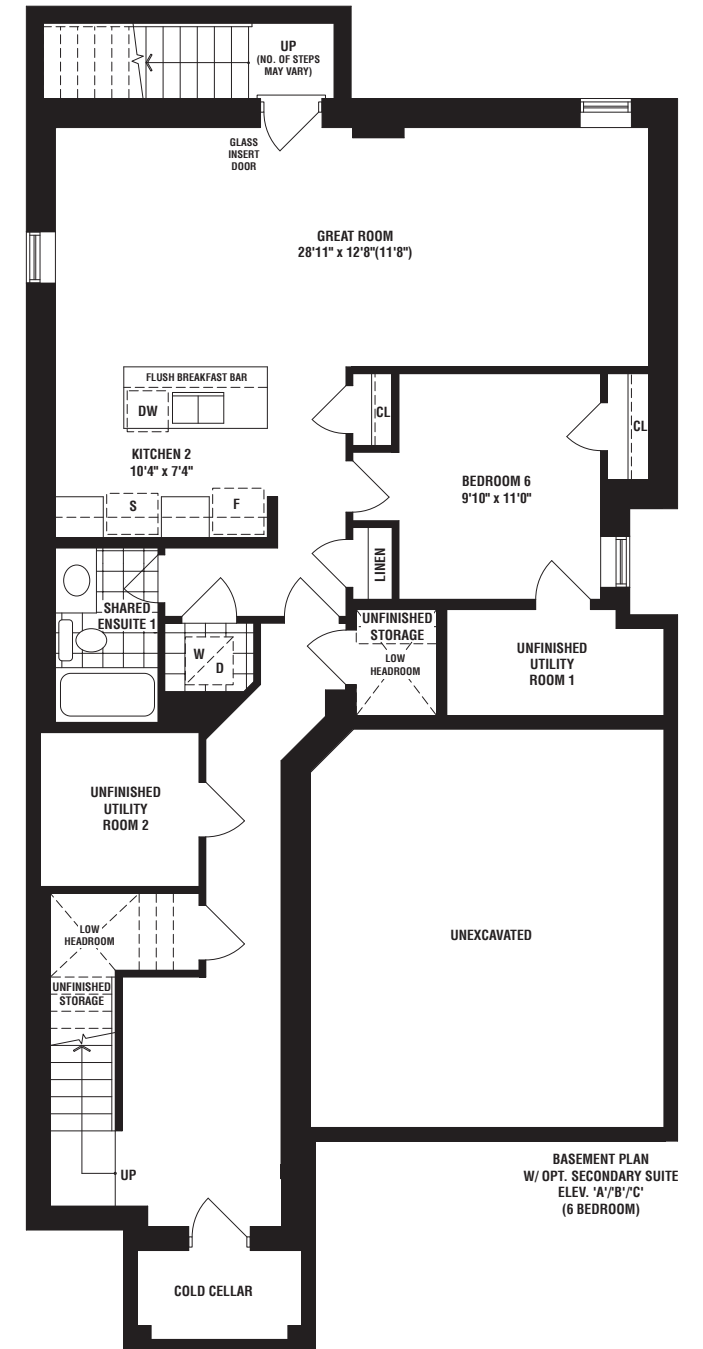 UP
(NO. OF STEPS
MAY VARY)
GLASS
INSERT
DOOR
GREAT ROOM
28'11" x 12'8"(11'8")
FLUSH BREAKFAST BAR
DW
CL
CL
KITCHEN 2
10'4" x 7'4"
BEDROOM 6
9'10" x 11'0"
S
F
LINEN
SHARED
ENSUITE 1
W
D
UNFINISHED
STORAGE
LOW
HEADROOM
UNFINISHED
UTILITY
ROOM 1
UNFINISHED
UTILITY
ROOM 2
LOW
HEADROOM
UNFINISHED
STORAGE
UNEXCAVATED
UP
BASEMENT PLAN
W/ OPT. SECONDARY SUITE
ELEV. 'A'/'B'/'C'
(6 BEDROOM)
COLD CELLAR